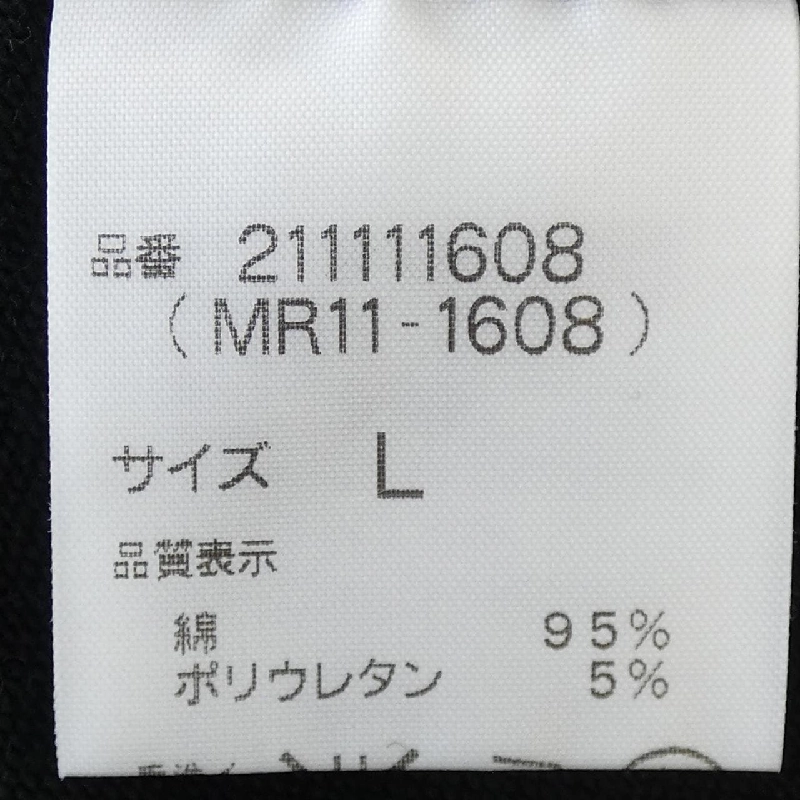 品番 211111608
( MR11-1608 )
サイズ L
品質表示
綿 95%
ポリウレタン 5%